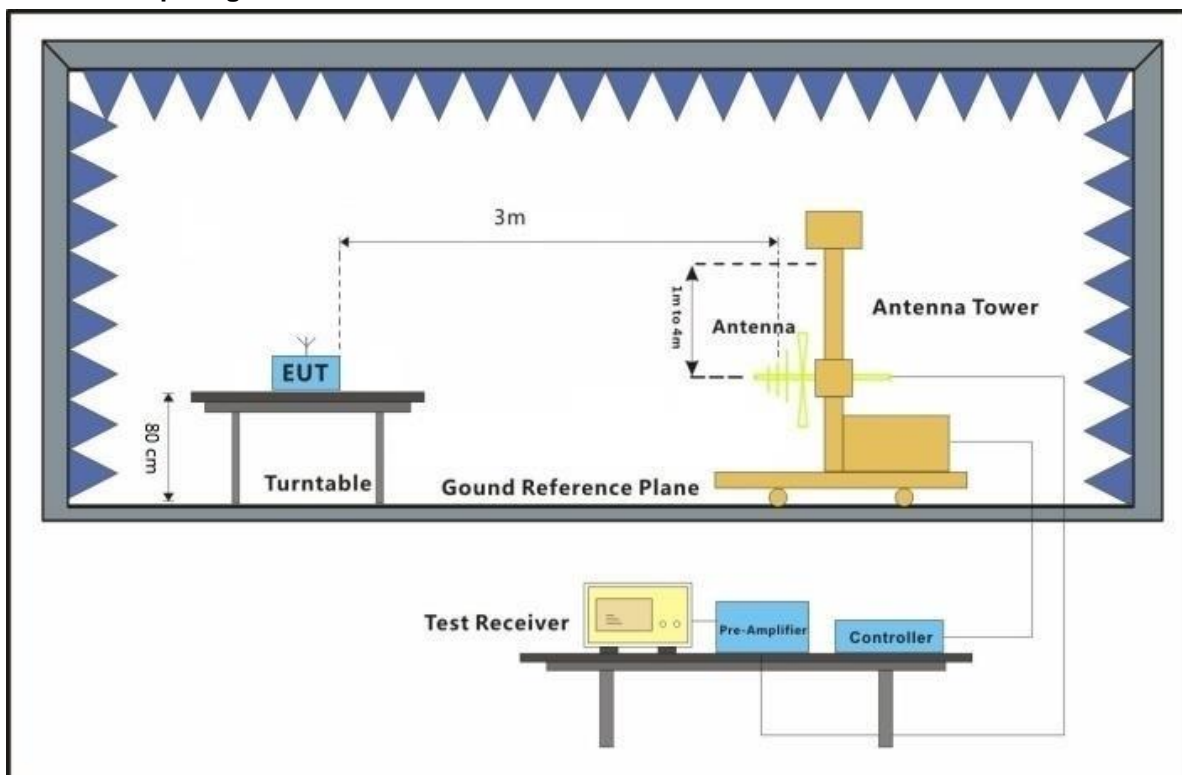 3m
1m to 4m
Antenna
Antenna Tower
EUT
80 cm
Turntable
Gound Reference Plane
Test Receiver
Pre-Amplifier
Controller